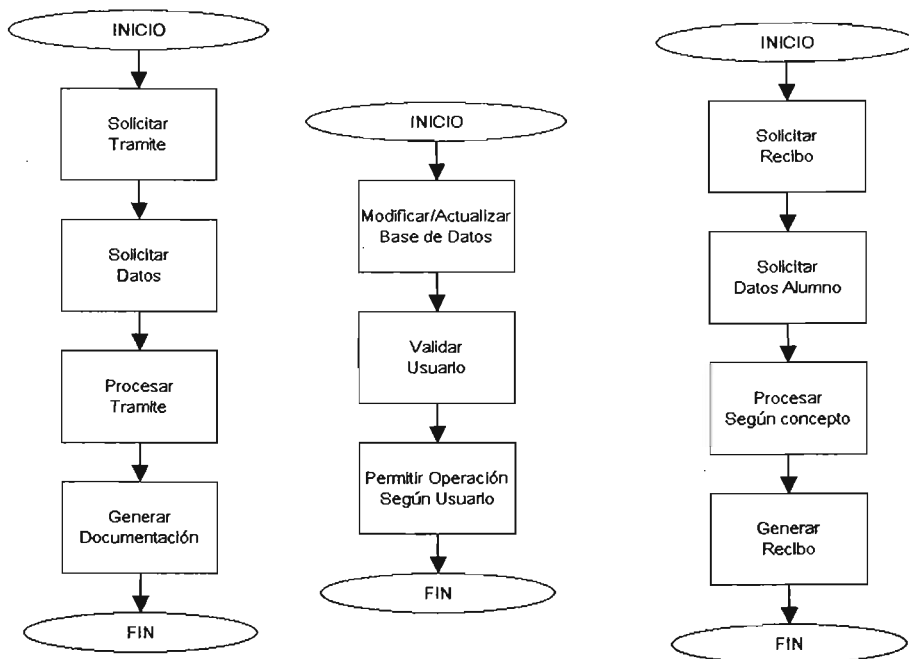 INICIO
Solicitar
Tramite
Solicitar
Datos
Procesar
Tramite
Generar
Documentación
FIN
INICIO
Modificar/Actualizar
Base de Datos
Validar
Usuario
Permitir Operación
Según Usuario
FIN
INICIO
Solicitar
Recibo
Solicitar
Datos Alumno
Procesar
Según concepto
Generar
Recibo
FIN